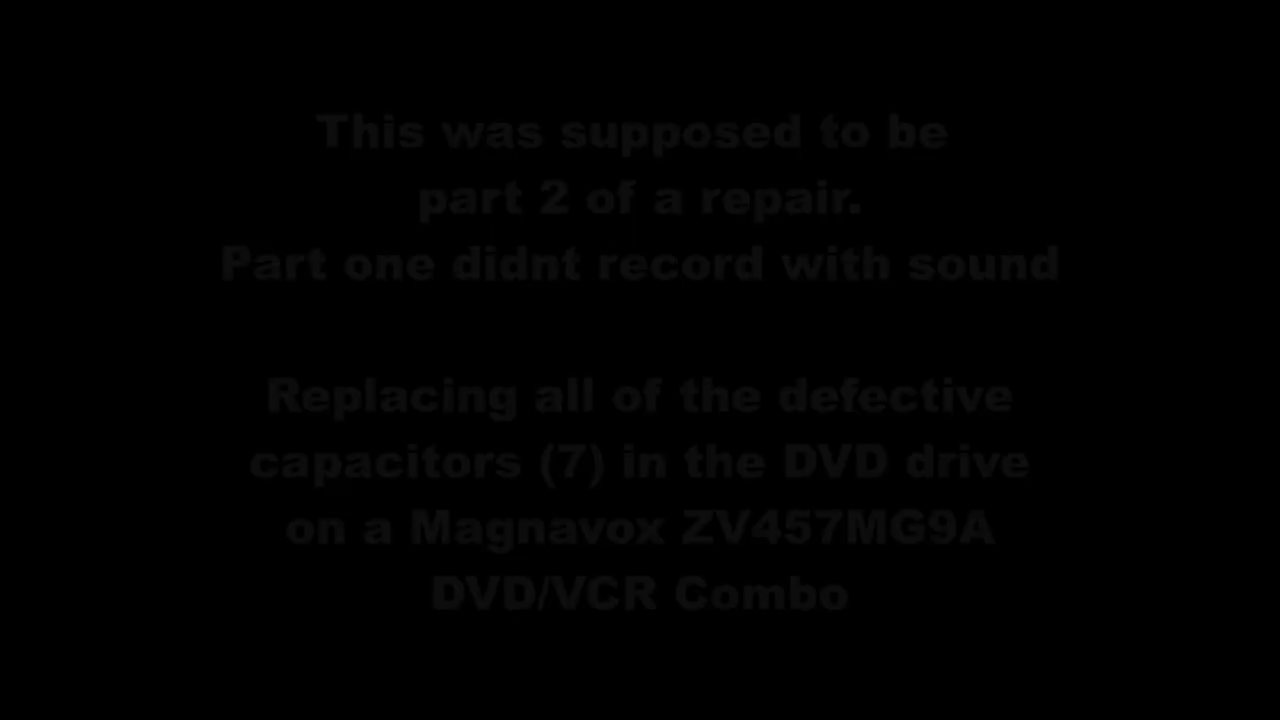 This was supposed to be
part 2 of a repair.
Part one didnt record with sound
Replacing all of the defective
capacitors (7) in the DVD drive
on a Magnavox ZV457MG9A
DVD/VCR Combo